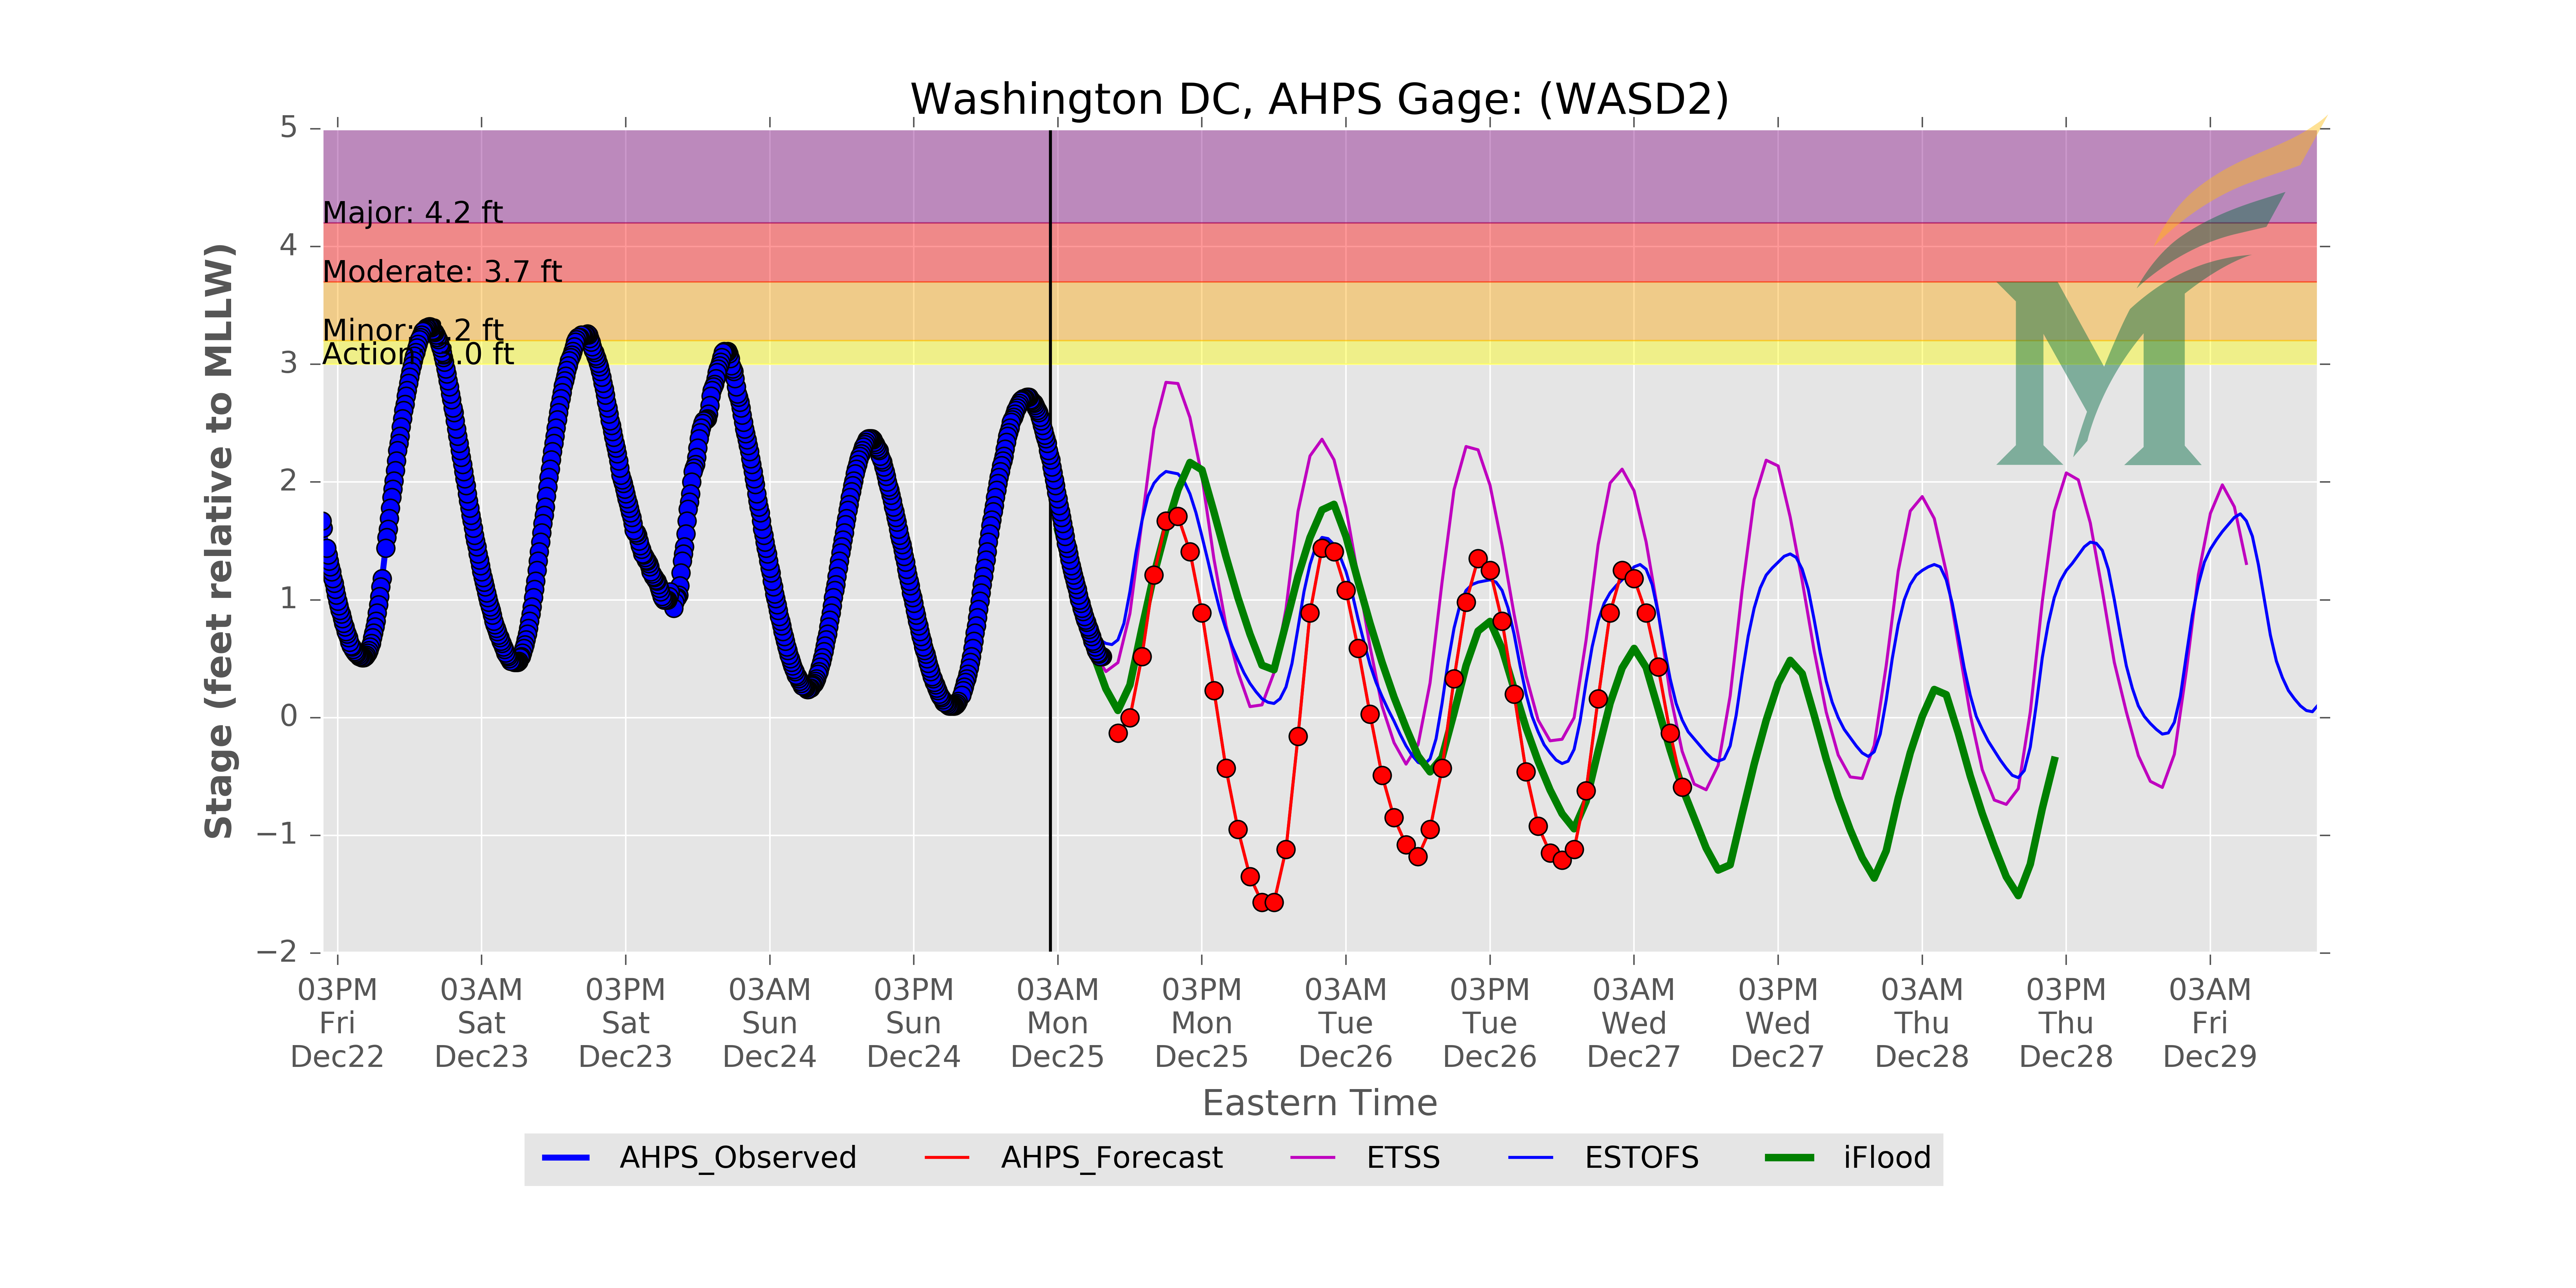 Washington DC, AHPS Gage: (WASD2)
Stage (feet relative to MLLW)
5
4
3
2
1
0
−1
−2
Major: 4.2 ft
Moderate: 3.7 ft
Minor: .2 ft
Action .0 ft
03PM 03AM 03PM 03AM 03PM 03AM 03PM 03AM 03PM 03AM 03PM 03AM 03PM 03AM
Fri Sat Sat Sun Sun Mon Mon Tue Tue Wed Wed Thu Thu Fri
Dec22 Dec23 Dec23 Dec24 Dec24 Dec25 Dec25 Dec26 Dec26 Dec27 Dec27 Dec28 Dec28 Dec29
Eastern Time
AHPS_Observed AHPS_Forecast ETSS ESTOFS iFlood
M